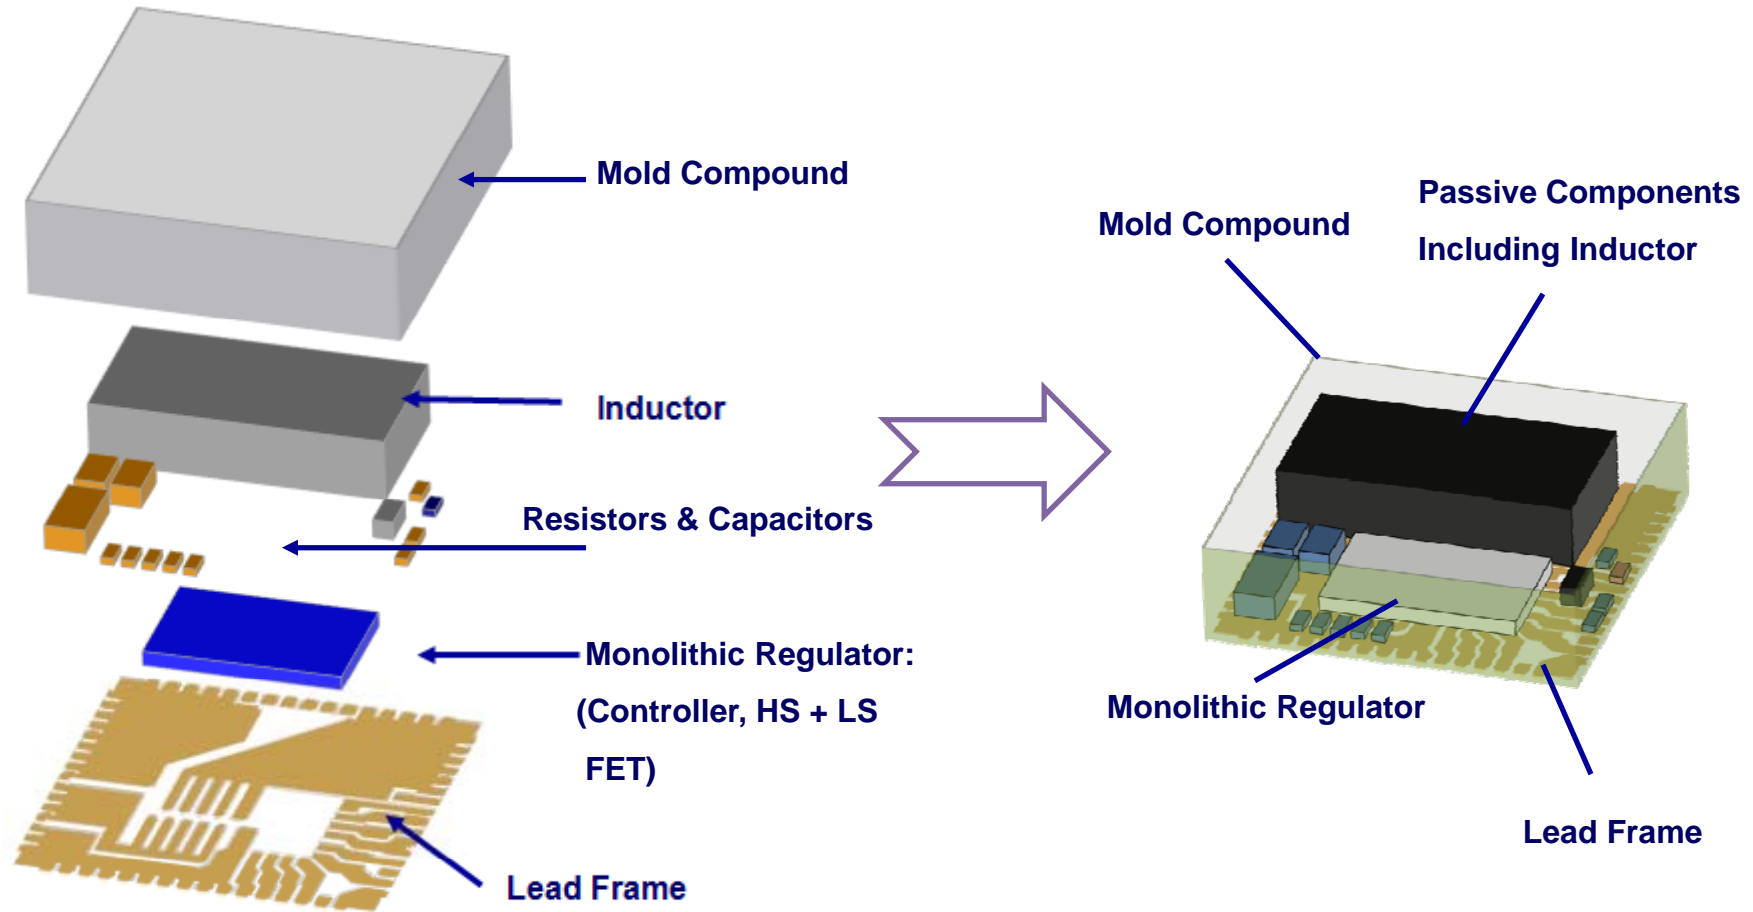 Mold Compound
Inductor
Resistors & Capacitors
Monolithic Regulator:
(Controller, HS + LS
FET)
Lead Frame
Passive Components
Including Inductor
Mold Compound
Monolithic Regulator
Lead Frame